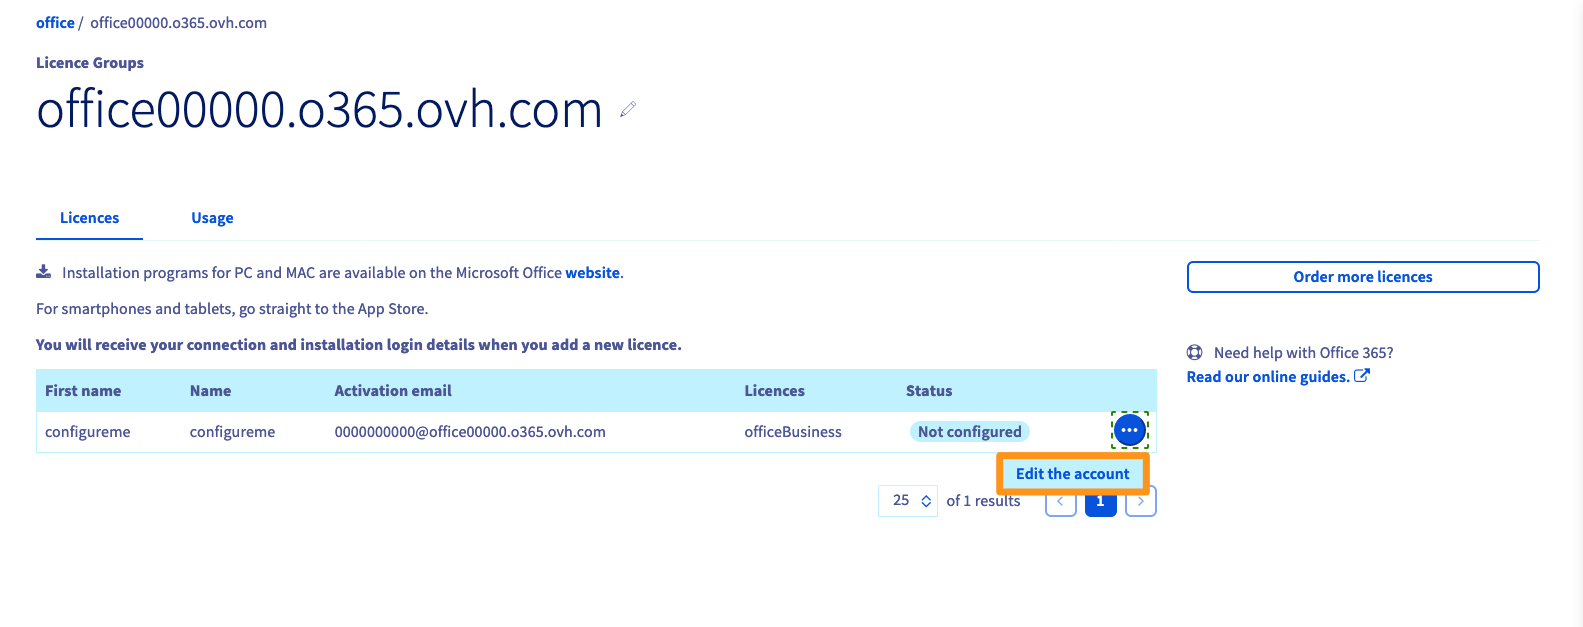 office / office00000.o365.ovh.com
Licence Groups
office00000.o365.ovh.com
Licences Usage
Installation programs for PC and MAC are available on the Microsoft Office website.
Order more licences
For smartphones and tablets, go straight to the App Store.
You will receive your connection and installation login details when you add a new licence.
Need help with Office 365?
Read our online guides.
First name Name Activation email Licences Status
configureme configureme 0000000000@office00000.o365.ovh.com officeBusiness Not configured
Edit the account
25 of 1 results 1